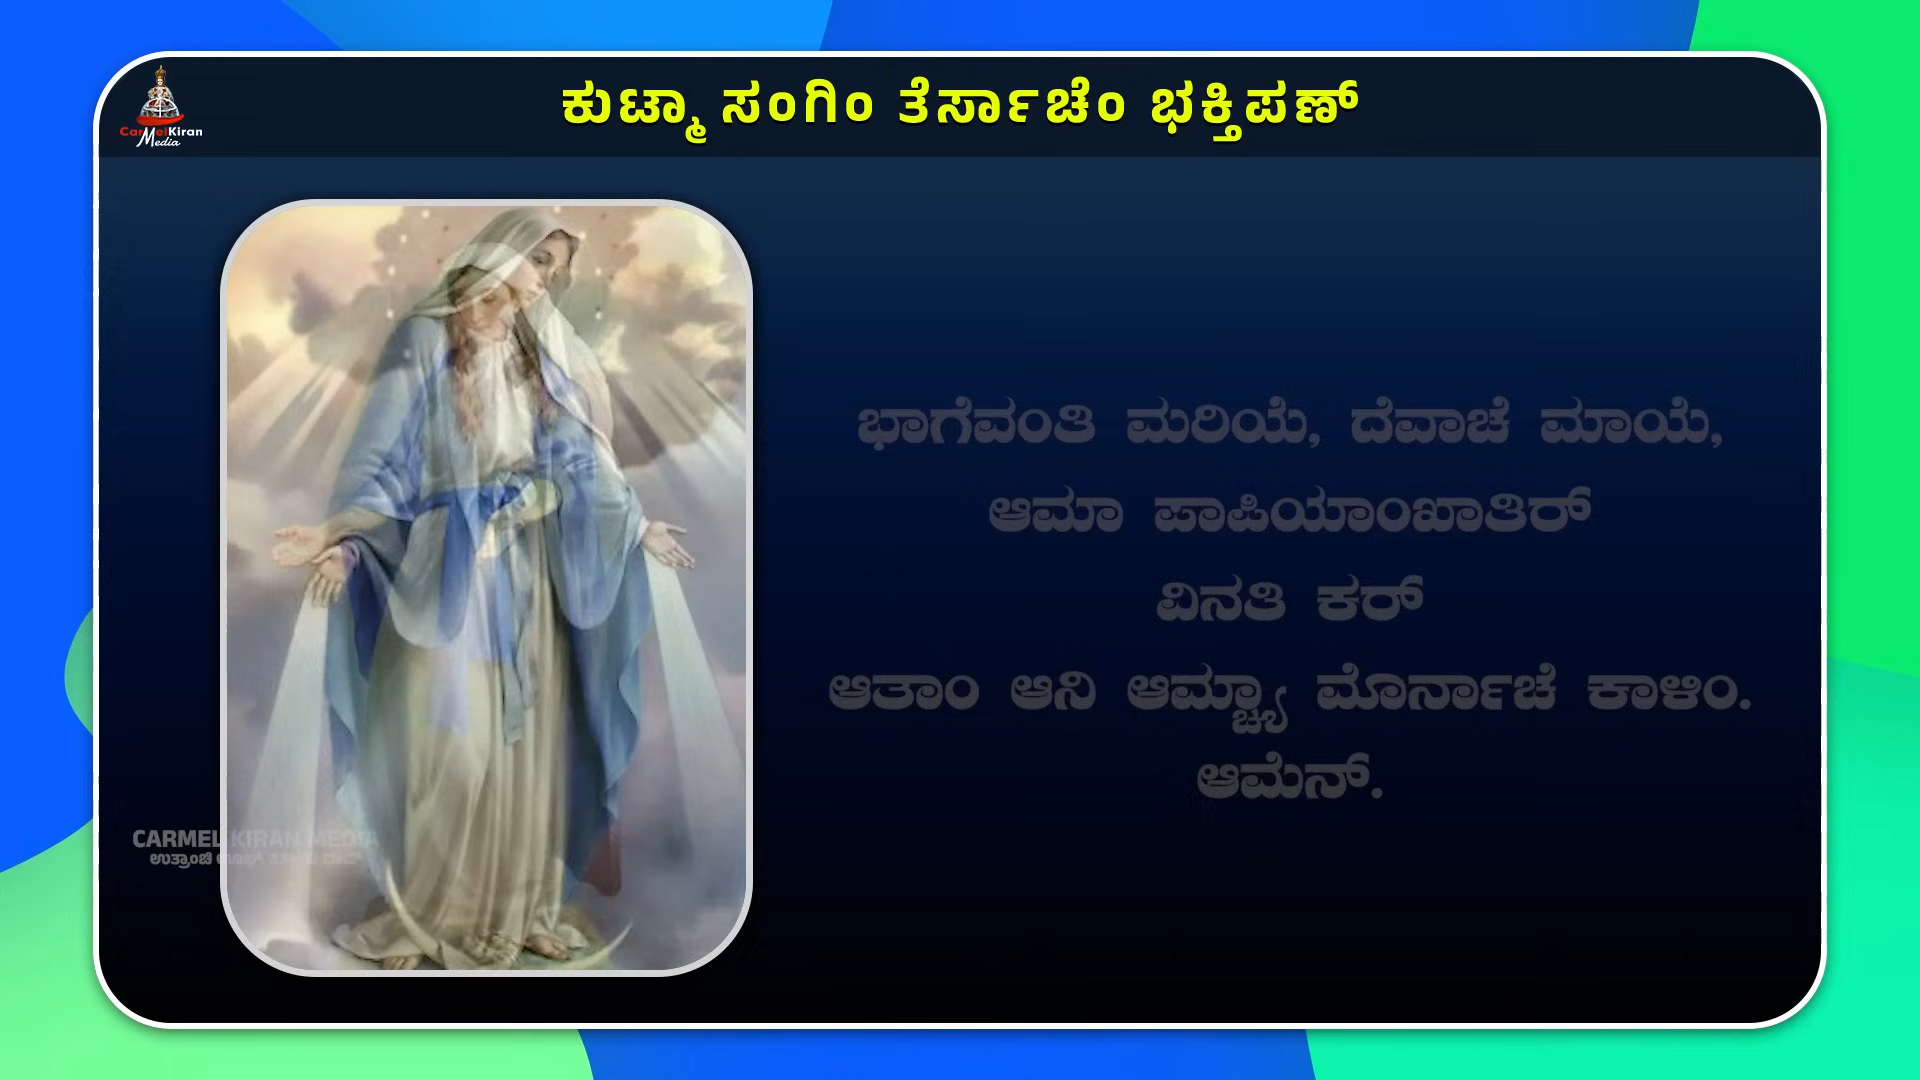 ಕುಟ್ಮಾ ಸಂಗಿಂ ತೆರ್ಸಾಚೆಂ ಭಕ್ತಿಪಣ್
CarmelKiran
Media
ಭಾಗೆವಂತಿ ಮರಿಯೆ, ದೆವಾಚೆ ಮಾಯೆ,
ಆಮಾ ಪಾಪಿಯಾಂಖಾತಿರ್
ವಿನತಿ ಕರ್
ಆತಾಂ ಆನಿ ಆಮ್ಚ್ಯಾ ಮೊರ್ನಾಚೆ ಕಾಳಿಂ.
ಆಮೆನ್.
CARMEL KIRAN MEDIA